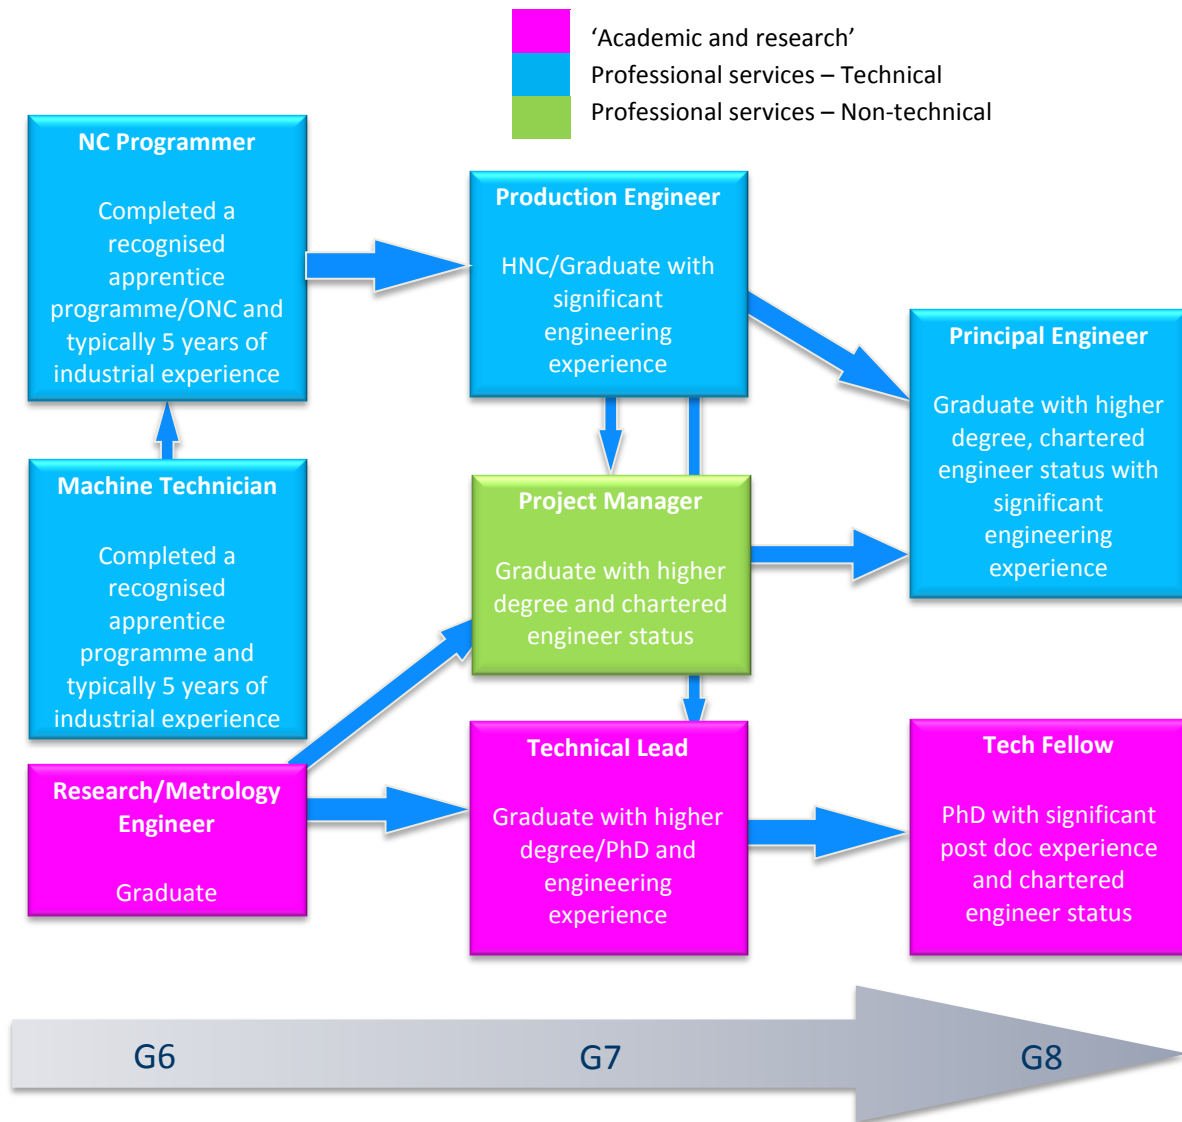 ‘Academic and research’
Professional services – Technical
Professional services – Non-technical
NC Programmer
Completed a
recognised
apprentice
programme/ONC and
typically 5 years of
industrial experience
Machine Technician
Completed a
recognised
apprentice
programme and
typically 5 years of
industrial experience
Research/Metrology
Engineer
Graduate
Production Engineer
HNC/Graduate with
significant
engineering
experience
Project Manager
Graduate with higher
degree and chartered
engineer status
Technical Lead
Graduate with higher
degree/PhD and
engineering
experience
Principal Engineer
Graduate with higher
degree, chartered
engineer status with
significant
engineering
experience
Tech Fellow
PhD with significant
post doc experience
and chartered
engineer status
G6
G7
G8